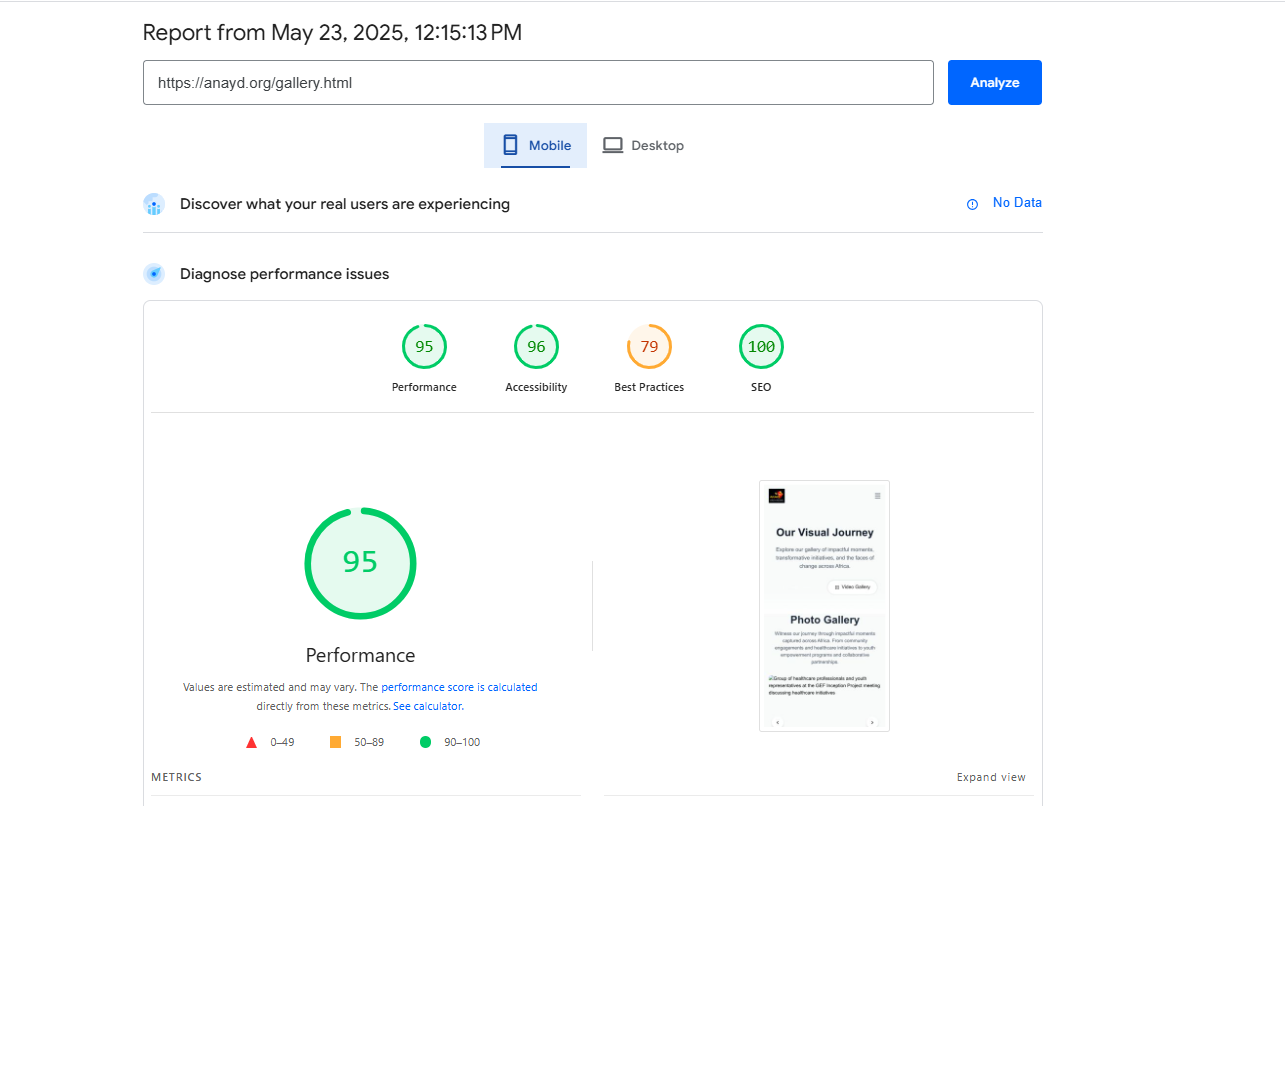 Report from May 23, 2025, 12:15:13 PM
https://anayd.org/gallery.html
Analyze
Mobile
Desktop
Discover what your real users are experiencing
No Data
Diagnose performance issues
95
96
79
100
Performance
Accessibility
Best Practices
SEO
95
Performance
Values are estimated and may vary. The performance score is calculated
directly from these metrics. See calculator.
0–49
50–89
90–100
Our Visual Journey
Explore our gallery of impactful moments,
transformative initiatives, and the faces of
change across Africa.
Video Gallery
Photo Gallery
Witness our journey through impactful moments
captured across Africa. From community
engagements and healthcare initiatives to youth
empowerment programs and collaborative
partnerships.
Group of healthcare professionals and youth
representatives at the GEF Inception Project meeting
discussing healthcare initiatives
METRICS
Expand view